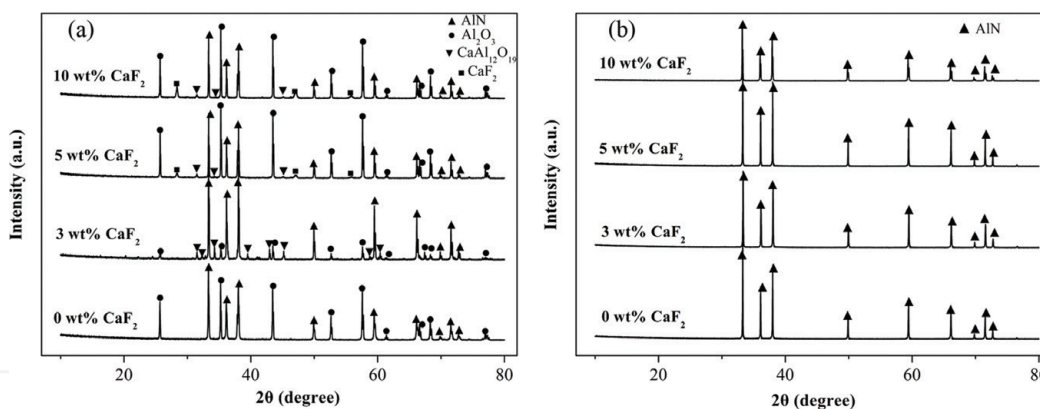 (a)
▲ AlN
● Al₂O₃
▼ CaAl₁₂O₁₉
■ CaF₂
10 wt% CaF₂
5 wt% CaF₂
3 wt% CaF₂
0 wt% CaF₂
Intensity (a.u.)
20 40 60 80
2θ (degree)
(b)
▲ AlN
10 wt% CaF₂
5 wt% CaF₂
3 wt% CaF₂
0 wt% CaF₂
Intensity (a.u.)
20 40 60 80
2θ (degree)